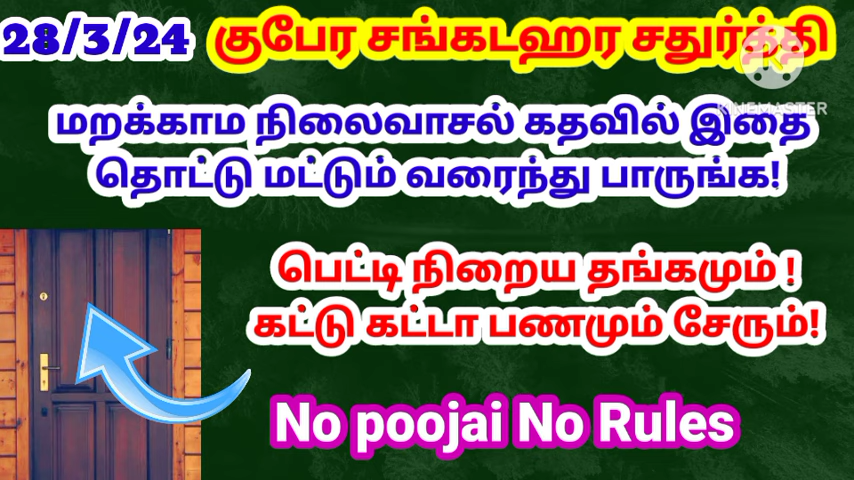 28/3/24 குபேர சங்கடஹர சதுர்த்தி
KINEMASTER
மறக்காம நிலைவாசல் கதவில் இதை
தொட்டு மட்டும் வரைந்து பாருங்க!
பெட்டி நிறைய தங்கமும் !
கட்டு கட்டா பணமும் சேரும்!
No poojai No Rules